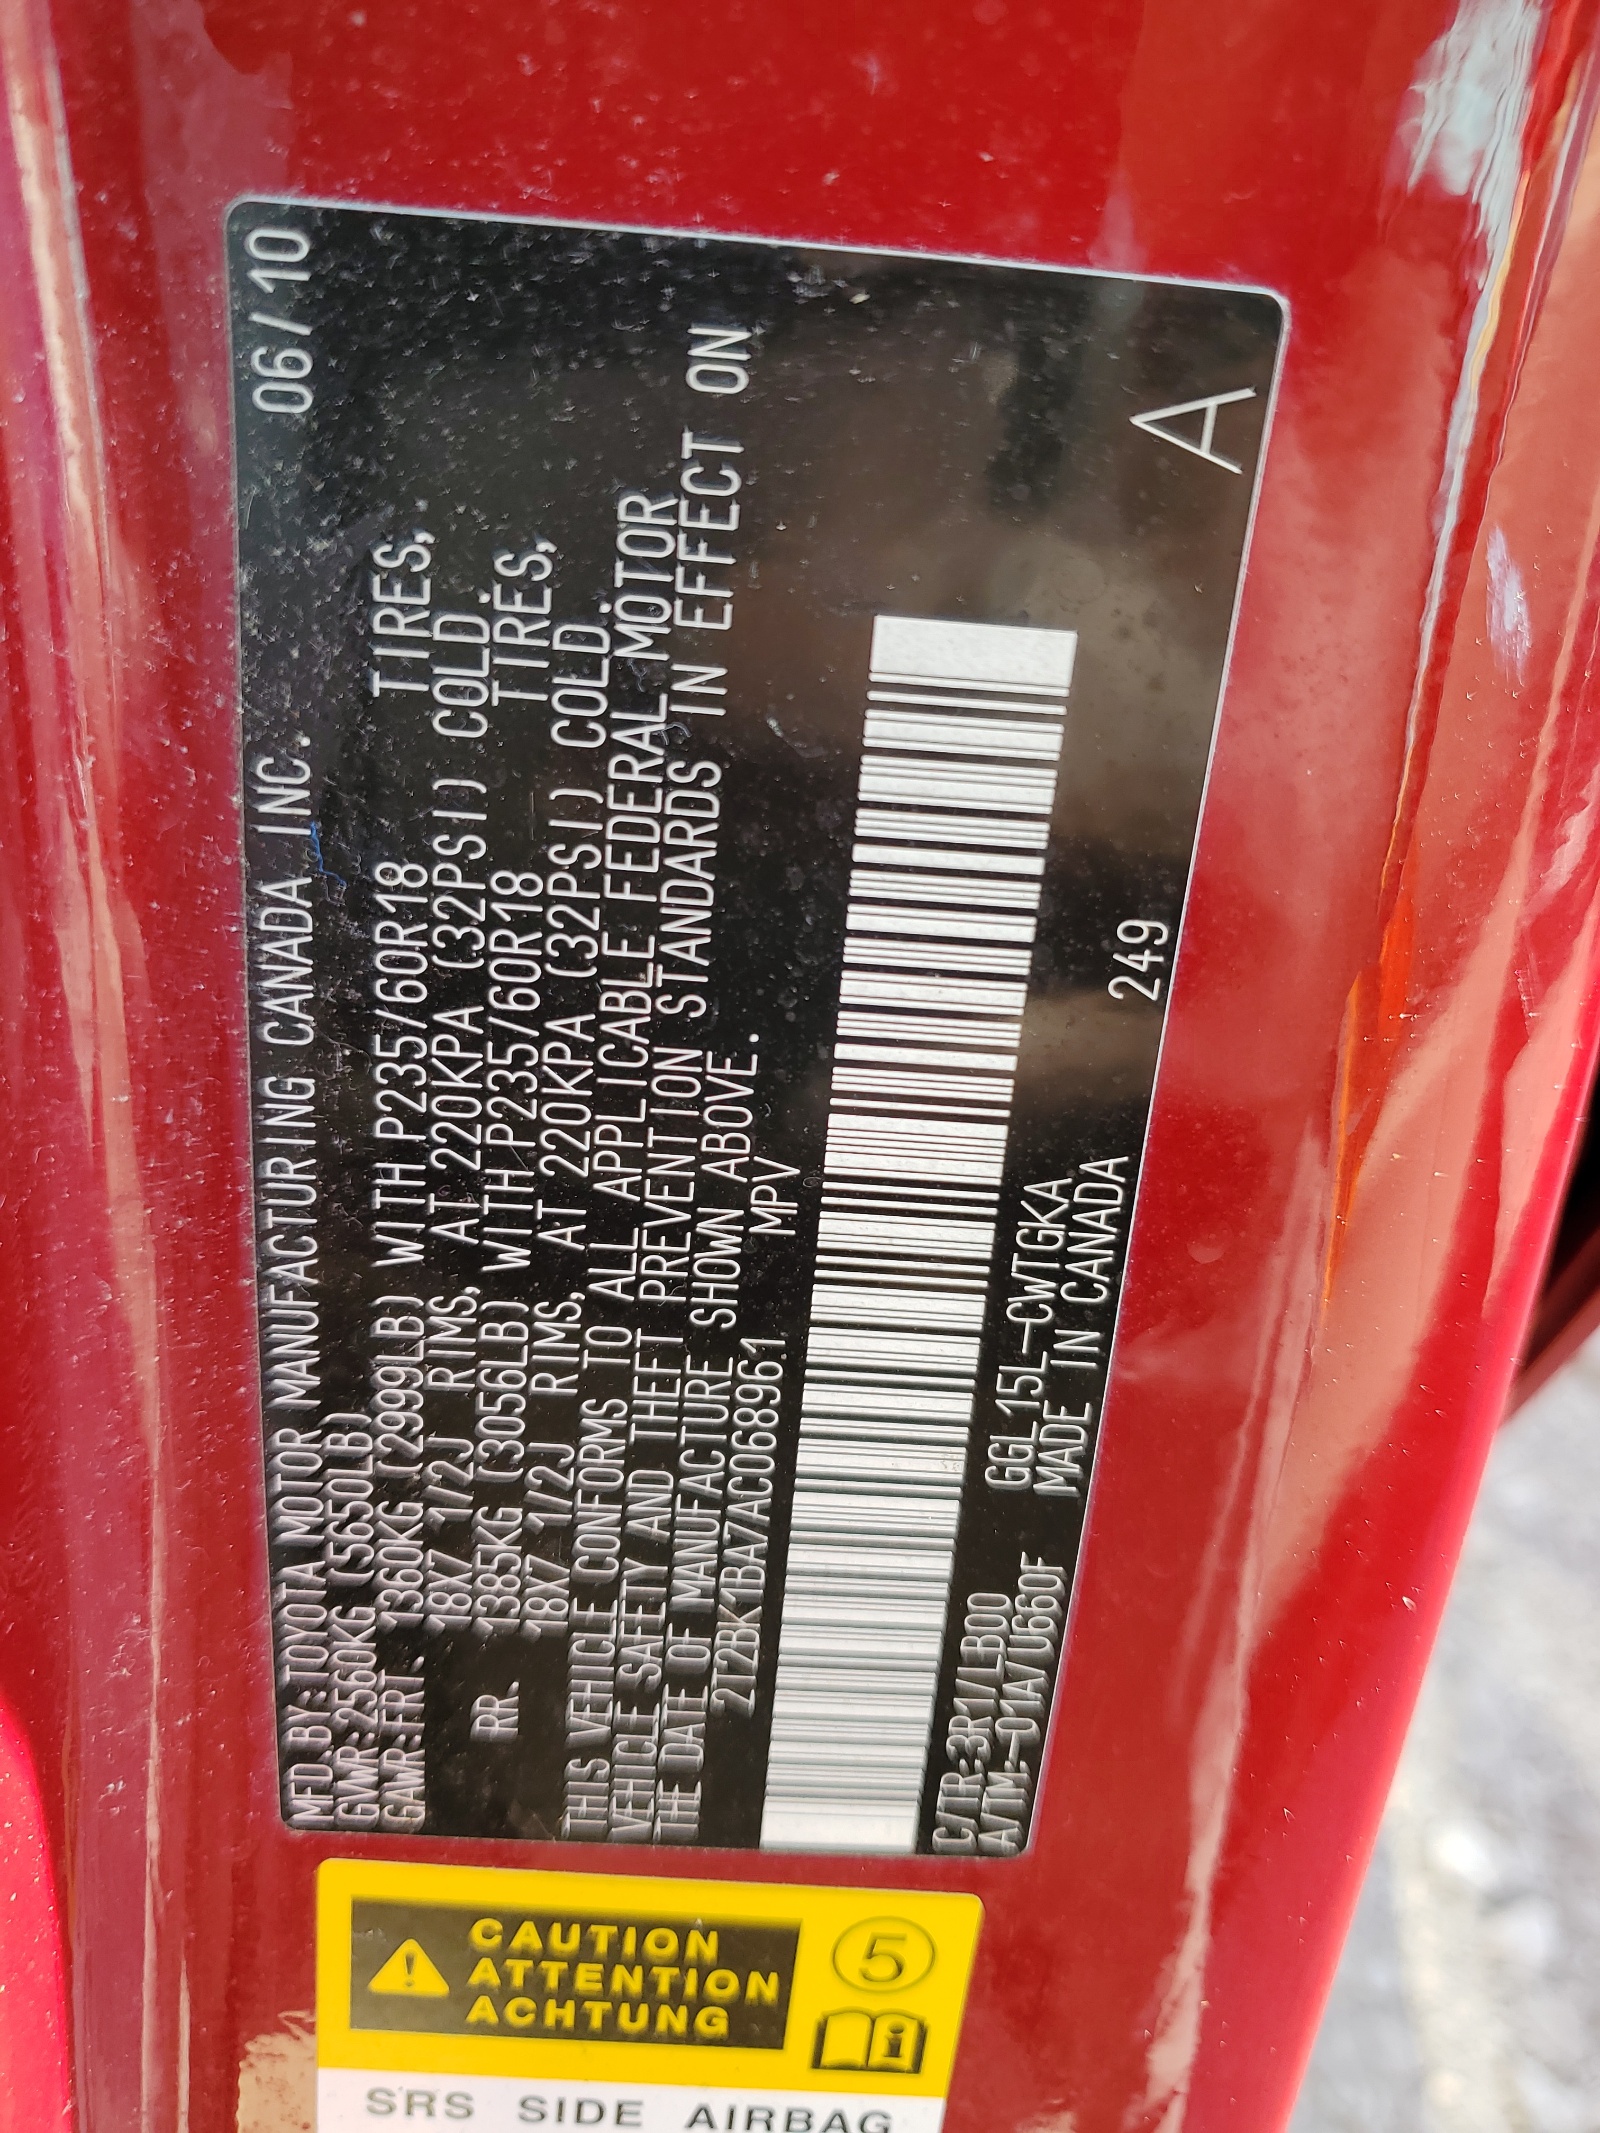 MFD.BY:TOYOTA MOTOR MANUFACTURING CANADA INC. 06/10
GVWR:2560KG (5650LB)
GAWR:FRT. 1360KG (2999LB) WITH P235/60R18 TIRES,
18X7 1/2J RIMS, AT 220KPA (32PSI) COLD.
RR. 1385KG (3056LB) WITH P235/60R18 TIRES,
18X7 1/2J RIMS, AT 220KPA (32PSI) COLD.
THIS VEHICLE CONFORMS TO ALL APPLICABLE FEDERAL MOTOR
VEHICLE SAFETY AND THEFT PREVENTION STANDARDS IN EFFECT ON
THE DATE OF MANUFACTURE SHOWN ABOVE.
2T2BK1BA7AC068961 MPV
C/TR:3R1/LB00 GGL15L-CWTGKA 249
A/TM-01A/U660F MADE IN CANADA
A
CAUTION
ATTENTION
ACHTUNG
5
SRS SIDE AIRBAG